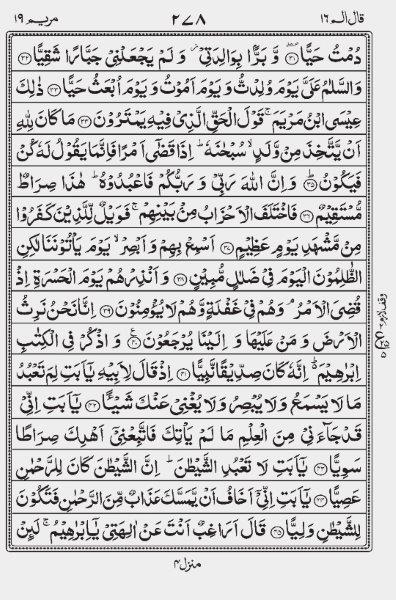 قال الم ١٦ ٢٧٨ مريم ١٩
دُمْتُ حَيًّا ﴿٣١﴾ وَّ بَرًّۢا بِوَالِدَتِيْ وَ لَمْ يَجْعَلْنِيْ جَبَّارًا شَقِيًّا ﴿٣٢﴾
وَالسَّلٰمُ عَلَيَّ يَوْمَ وُلِدْتُّ وَ يَوْمَ اَمُوْتُ وَ يَوْمَ اُبْعَثُ حَيًّا ﴿٣٣﴾ ذٰلِكَ
عِيْسَى ابْنُ مَرْيَمَ ۚ قَوْلَ الْحَقِّ الَّذِيْ فِيْهِ يَمْتَرُوْنَ ﴿٣٤﴾ مَا كَانَ لِلّٰهِ
اَنْ يَّتَّخِذَ مِنْ وَّلَدٍ ۙ سُبْحٰنَهٗ ؕ اِذَا قَضٰۤى اَمْرًا فَاِنَّمَا يَقُوْلُ لَهٗ كُنْ
فَيَكُوْنُ ﴿٣٥﴾ وَ اِنَّ اللّٰهَ رَبِّيْ وَ رَبُّكُمْ فَاعْبُدُوْهُ ؕ هٰذَا صِرَاطٌ
مُّسْتَقِيْمٌ ﴿٣٦﴾ فَاخْتَلَفَ الْاَحْزَابُ مِنْۢ بَيْنِهِمْ ۚ فَوَيْلٌ لِّلَّذِيْنَ كَفَرُوْا
مِنْ مَّشْهَدِ يَوْمٍ عَظِيْمٍ ﴿٣٧﴾ اَسْمِعْ بِهِمْ وَ اَبْصِرْ ۙ يَوْمَ يَاْتُوْنَنَا لٰكِنِ
الظّٰلِمُوْنَ الْيَوْمَ فِيْ ضَلٰلٍ مُّبِيْنٍ ﴿٣٨﴾ وَ اَنْذِرْهُمْ يَوْمَ الْحَسْرَةِ اِذْ
قُضِيَ الْاَمْرُ ۘ وَ هُمْ فِيْ غَفْلَةٍ وَّ هُمْ لَا يُؤْمِنُوْنَ ﴿٣٩﴾ اِنَّا نَحْنُ نَرِثُ
الْاَرْضَ وَ مَنْ عَلَيْهَا وَ اِلَيْنَا يُرْجَعُوْنَ ﴿٤٠﴾ وَ اذْكُرْ فِي الْكِتٰبِ
اِبْرٰهِيْمَ ؕ۬ اِنَّهٗ كَانَ صِدِّيْقًا نَّبِيًّا ﴿٤١﴾ اِذْ قَالَ لِاَبِيْهِ يٰۤاَبَتِ لِمَ تَعْبُدُ
مَا لَا يَسْمَعُ وَ لَا يُبْصِرُ وَ لَا يُغْنِيْ عَنْكَ شَيْـًٔا ﴿٤٢﴾ يٰۤاَبَتِ اِنِّيْ
قَدْ جَآءَنِيْ مِنَ الْعِلْمِ مَا لَمْ يَاْتِكَ فَاتَّبِعْنِيْۤ اَهْدِكَ صِرَاطًا
سَوِيًّا ﴿٤٣﴾ يٰۤاَبَتِ لَا تَعْبُدِ الشَّيْطٰنَ ؕ اِنَّ الشَّيْطٰنَ كَانَ لِلرَّحْمٰنِ
عَصِيًّا ﴿٤٤﴾ يٰۤاَبَتِ اِنِّيْۤ اَخَافُ اَنْ يَّمَسَّكَ عَذَابٌ مِّنَ الرَّحْمٰنِ فَتَكُوْنَ
لِلشَّيْطٰنِ وَلِيًّا ﴿٤٥﴾ قَالَ اَرَاغِبٌ اَنْتَ عَنْ اٰلِهَتِيْ يٰۤاِبْرٰهِيْمُ ۚ لَئِنْ
منزل ٤